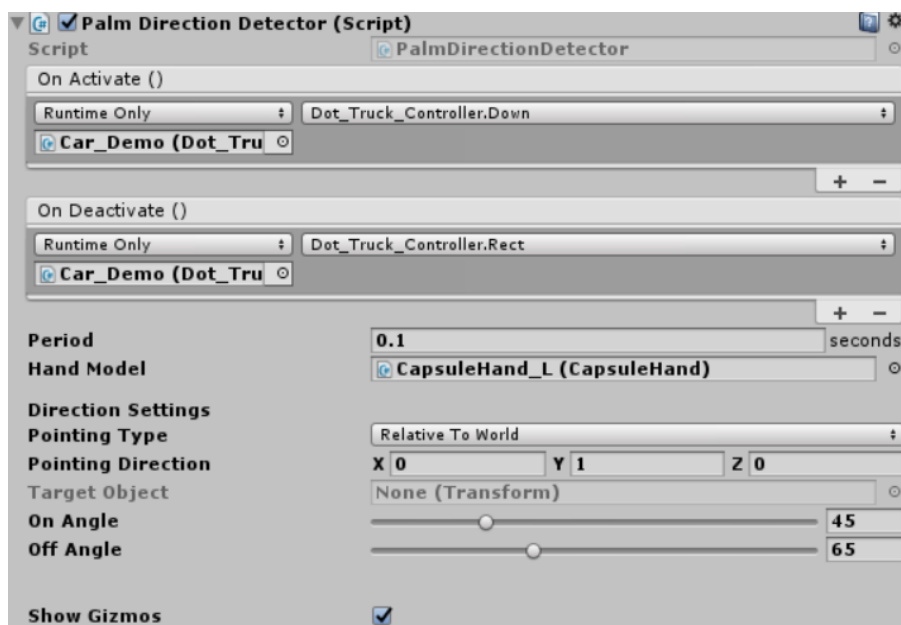 Palm Direction Detector (Script)
Script PalmDirectionDetector
On Activate ()
Runtime Only Dot_Truck_Controller.Down
Car_Demo (Dot_Tru
+ −
On Deactivate ()
Runtime Only Dot_Truck_Controller.Rect
Car_Demo (Dot_Tru
+ −
Period 0.1 seconds
Hand Model CapsuleHand_L (CapsuleHand)
Direction Settings
Pointing Type Relative To World
Pointing Direction X 0 Y 1 Z 0
Target Object None (Transform)
On Angle 45
Off Angle 65
Show Gizmos